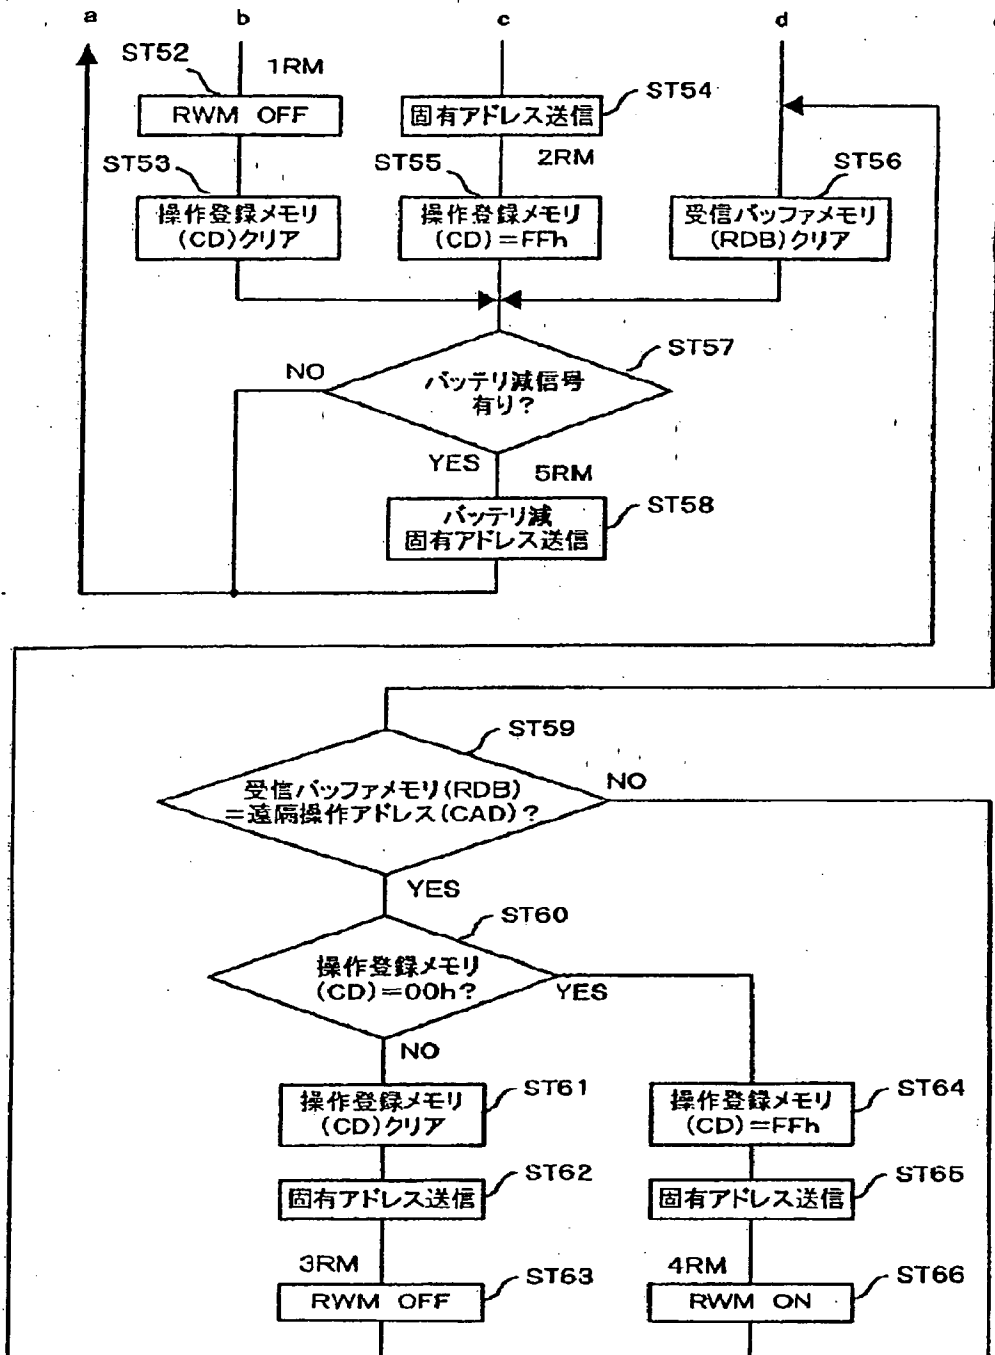 a
b
c
d
ST52
1RM
RWM OFF
ST54
固有アドレス送信
2RM
ST53
操作登録メモリ
(CD)クリア
ST55
操作登録メモリ
(CD)=FFh
ST56
受信バッファメモリ
(RDB)クリア
ST57
NO
バッテリ減信号
有り?
YES
5RM
ST58
バッテリ減
固有アドレス送信
ST59
受信バッファメモリ(RDB)
=遠隔操作アドレス(CAD)?
NO
YES
ST60
操作登録メモリ
(CD)=00h?
YES
NO
ST61
操作登録メモリ
(CD)クリア
ST64
操作登録メモリ
(CD)=FFh
ST62
固有アドレス送信
ST65
固有アドレス送信
3RM
ST63
RWM OFF
4RM
ST66
RWM ON